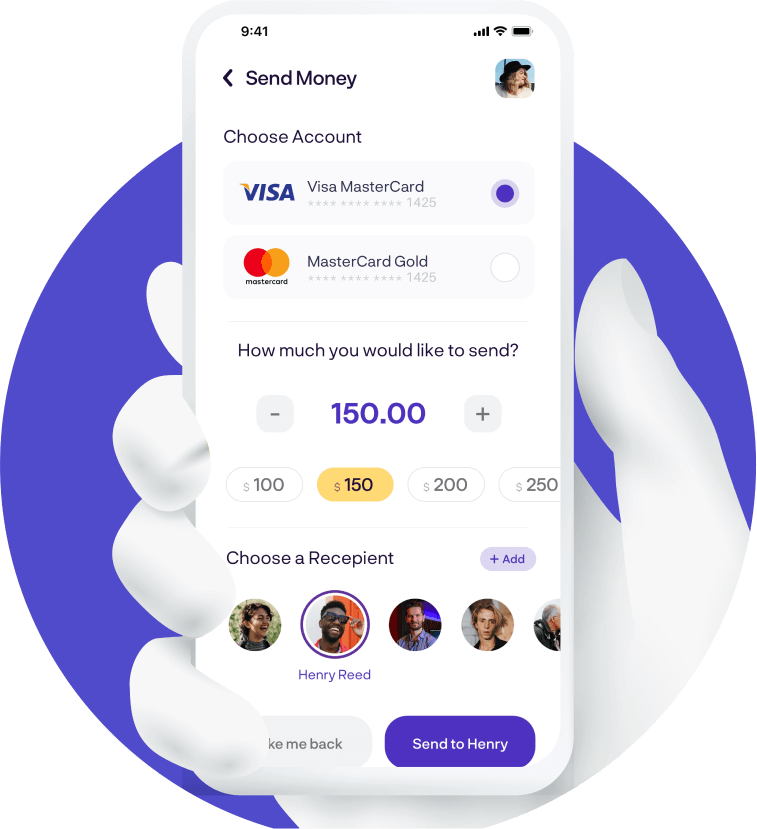 9:41
Send Money
Choose Account
VISA
Visa MasterCard
**** **** **** 1425
mastercard
MasterCard Gold
**** **** **** 1425
How much you would like to send?
- 150.00 +
$ 100 $ 150 $ 200 $ 250
Choose a Recepient + Add
Henry Reed
ke me back Send to Henry